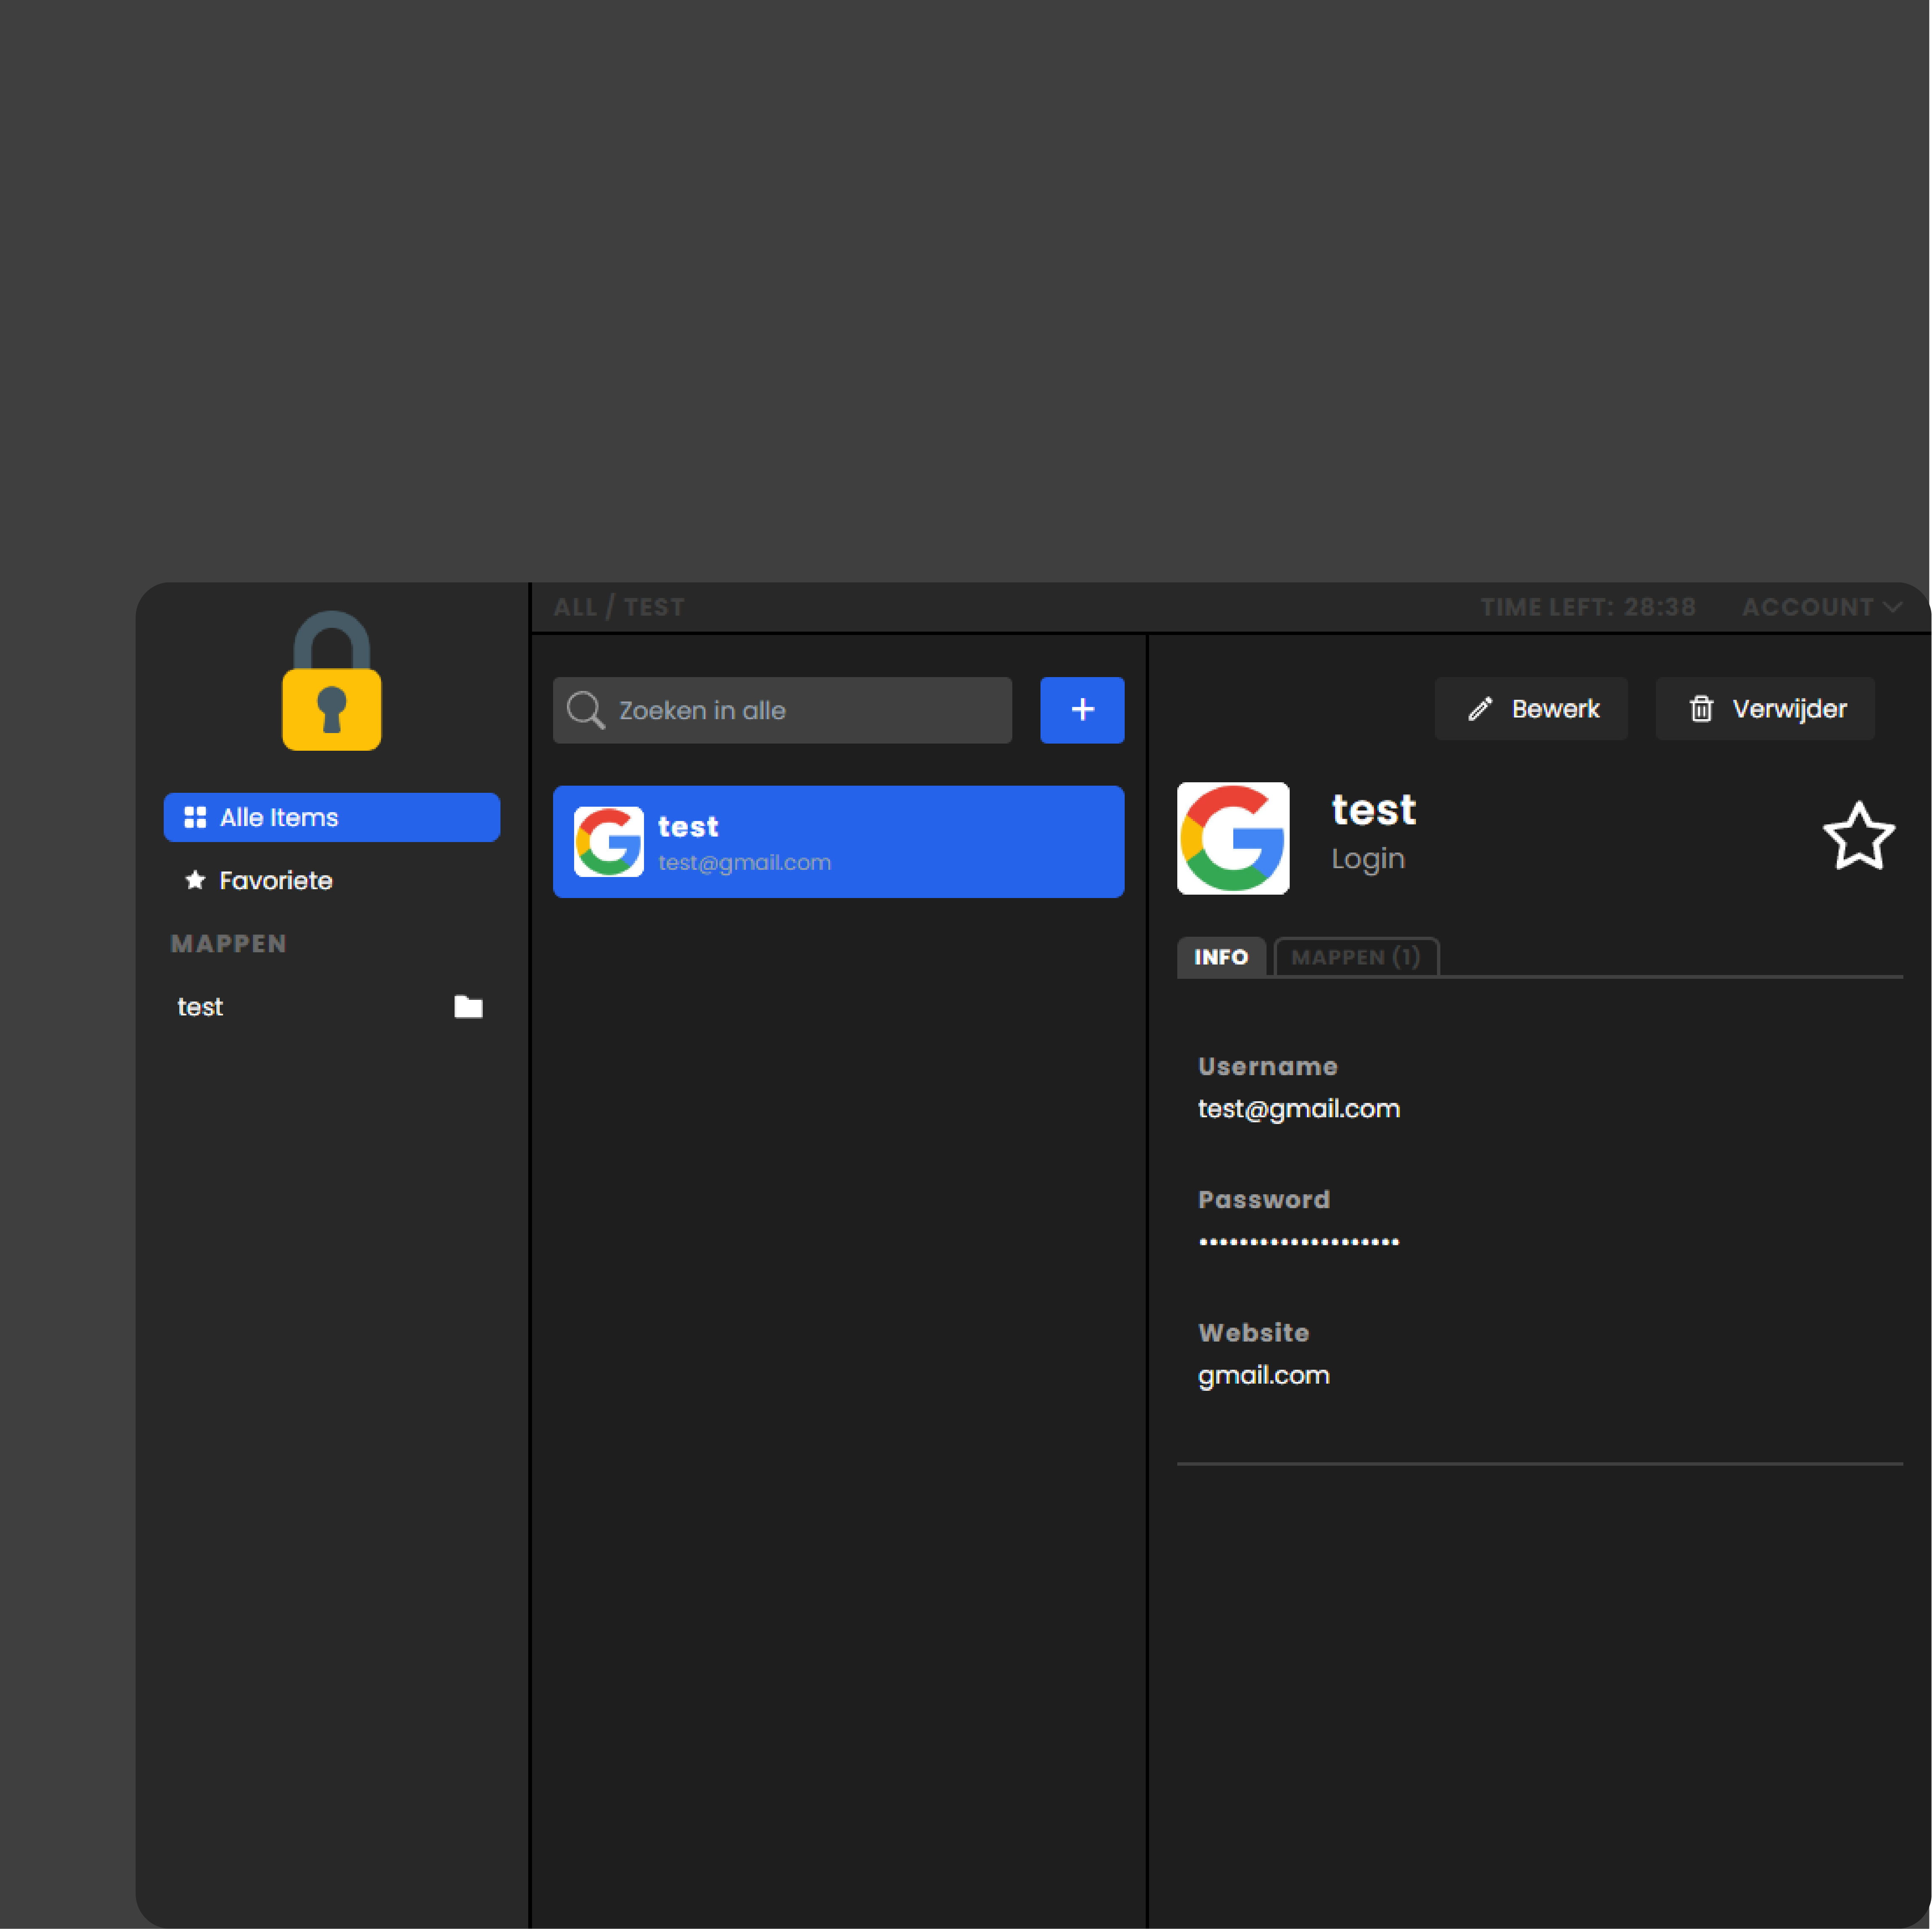 ALL / TEST
TIME LEFT: 28:38
ACCOUNT
Alle Items
Favoriete
MAPPEN
test
Zoeken in alle
+
test
test@gmail.com
Bewerk
Verwijder
test
Login
INFO
MAPPEN (1)
Username
test@gmail.com
Password
••••••••••••••••••••
Website
gmail.com